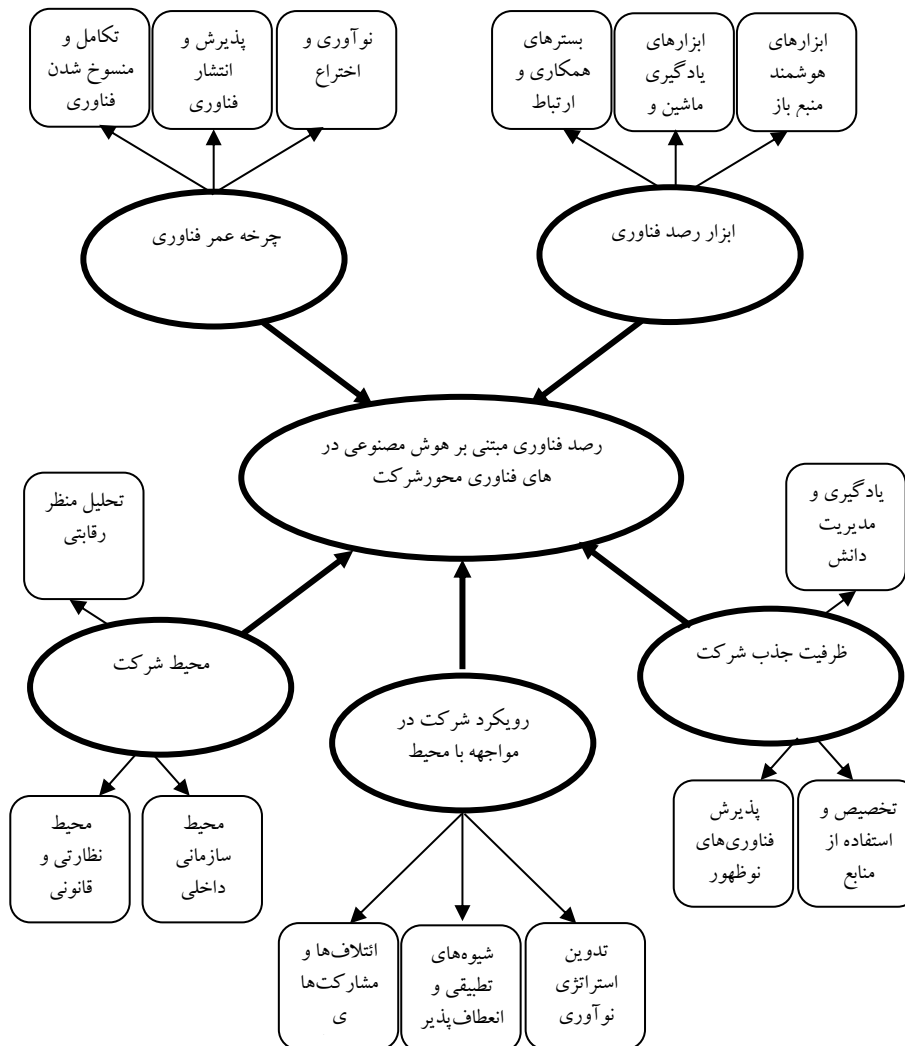 نوآوری و
اختراع
پذیرش و
انتشار
فناوری
تکامل و
منسوخ شدن
فناوری
ابزارهای
هوشمند
منبع باز
ابزارهای
یادگیری
ماشین و
بسترهای
همکاری و
ارتباط
ابزار رصد فناوری
چرخه عمر فناوری
رصد فناوری مبتنی بر هوش مصنوعی در
های فناوری محورشرکت
یادگیری و
مدیریت
دانش
تحلیل منظر
رقابتی
ظرفیت جذب شرکت
محیط شرکت
رویکرد شرکت در
مواجهه با محیط
تخصیص و
استفاده از
منابع
پذیرش
فناوری‌های
نوظهور
محیط
سازمانی
داخلی
محیط
نظارتی و
قانونی
تدوین
استراتژی
نوآوری
شیوه‌های
تطبیقی و
انعطاف‌پذیر
ائتلاف‌ها و
مشارکت‌ها
ی